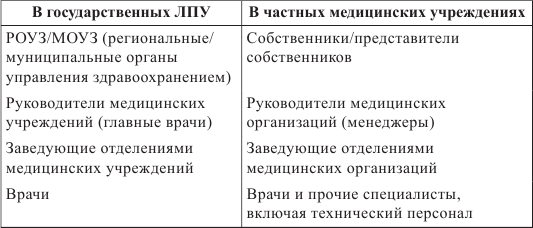 В государственных ЛПУ
В частных медицинских учреждениях
РОУЗ/МОУЗ (региональные/
муниципальные органы
управления здравоохранением)
Собственники/представители
собственников
Руководители медицинских
учреждений (главные врачи)
Руководители медицинских
организаций (менеджеры)
Заведующие отделениями
медицинских учреждений
Заведующие отделениями
медицинских организаций
Врачи
Врачи и прочие специалисты,
включая технический персонал